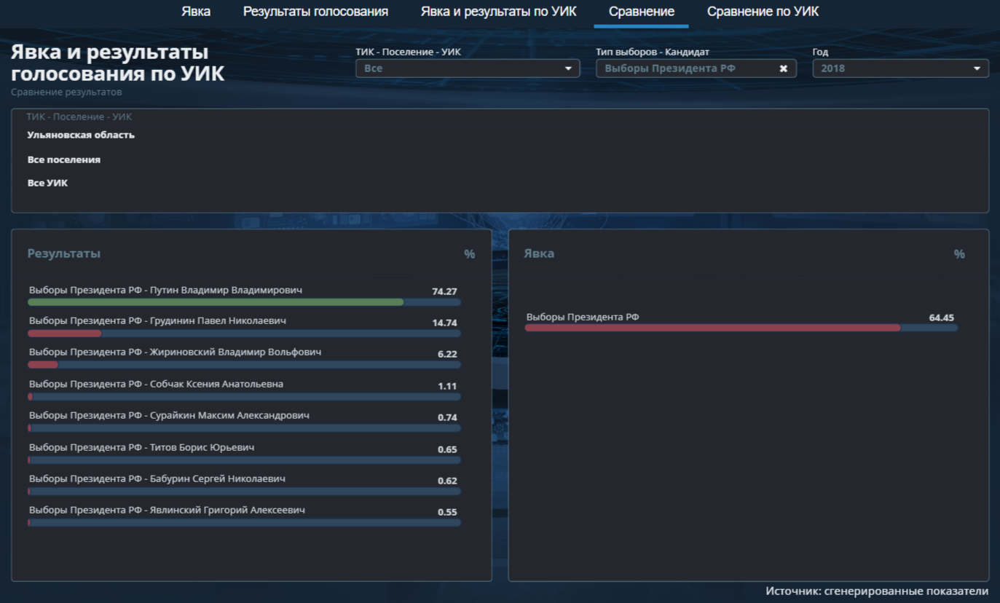 Явка Результаты голосования Явка и результаты по УИК Сравнение Сравнение по УИК
Явка и результаты
голосования по УИК
Сравнение результатов
ТИК - Поселение - УИК
Все
Тип выборов - Кандидат
Выборы Президента РФ
Год
2018
ТИК - Поселение - УИК
Ульяновская область
Все поселения
Все УИК
Результаты %
Выборы Президента РФ - Путин Владимир Владимирович 74.27
Выборы Президента РФ - Грудинин Павел Николаевич 14.74
Выборы Президента РФ - Жириновский Владимир Вольфович 6.22
Выборы Президента РФ - Собчак Ксения Анатольевна 1.11
Выборы Президента РФ - Сурайкин Максим Александрович 0.74
Выборы Президента РФ - Титов Борис Юрьевич 0.65
Выборы Президента РФ - Бабурин Сергей Николаевич 0.62
Выборы Президента РФ - Явлинский Григорий Алексеевич 0.55
Явка %
Выборы Президента РФ 64.45
Источник: сгенерированные показатели